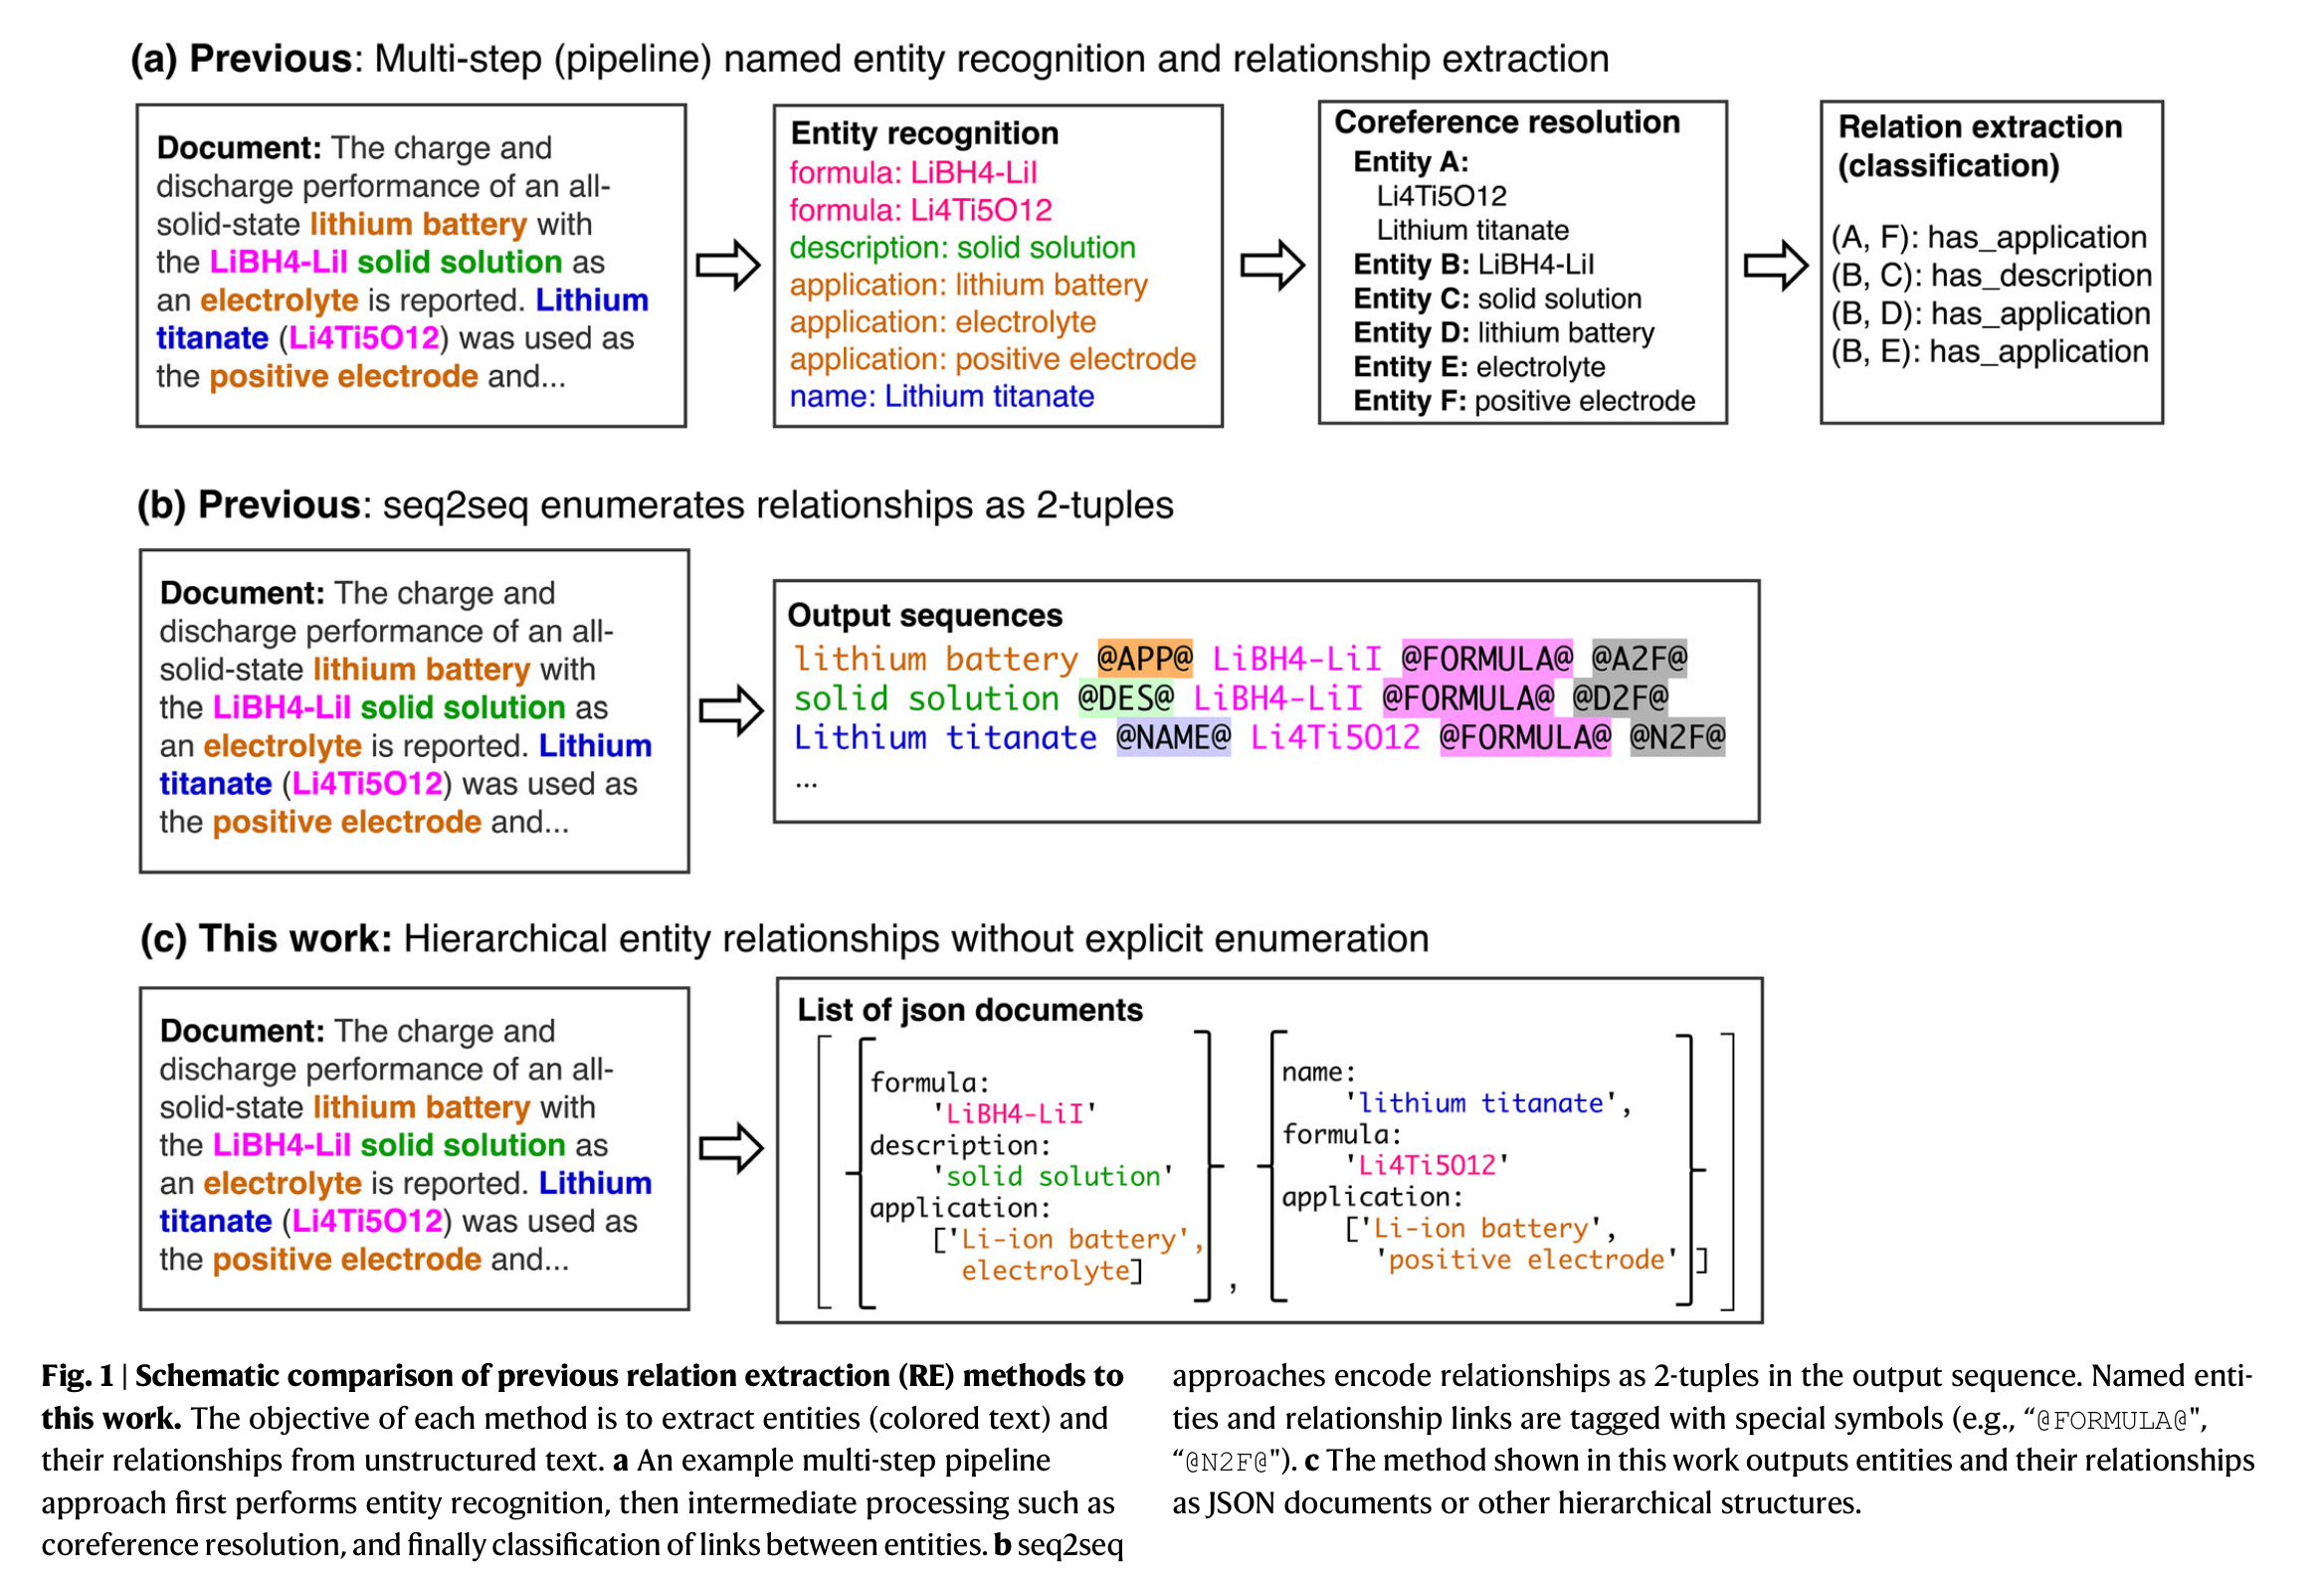 (a) Previous: Multi-step (pipeline) named entity recognition and relationship extraction
Document: The charge and
discharge performance of an all-
solid-state lithium battery with
the LiBH4-LiI solid solution as
an electrolyte is reported. Lithium
titanate (Li4Ti5O12) was used as
the positive electrode and...
Entity recognition
formula: LiBH4-LiI
formula: Li4Ti5O12
description: solid solution
application: lithium battery
application: electrolyte
application: positive electrode
name: Lithium titanate
Coreference resolution
Entity A:
Li4Ti5O12
Lithium titanate
Entity B: LiBH4-LiI
Entity C: solid solution
Entity D: lithium battery
Entity E: electrolyte
Entity F: positive electrode
Relation extraction
(classification)
(A, F): has_application
(B, C): has_description
(B, D): has_application
(B, E): has_application
(b) Previous: seq2seq enumerates relationships as 2-tuples
Document: The charge and
discharge performance of an all-
solid-state lithium battery with
the LiBH4-LiI solid solution as
an electrolyte is reported. Lithium
titanate (Li4Ti5O12) was used as
the positive electrode and...
Output sequences
lithium battery @APP@ LiBH4-LiI @FORMULA@ @A2F@
solid solution @DES@ LiBH4-LiI @FORMULA@ @D2F@
Lithium titanate @NAME@ Li4Ti5O12 @FORMULA@ @N2F@
...
(c) This work: Hierarchical entity relationships without explicit enumeration
Document: The charge and
discharge performance of an all-
solid-state lithium battery with
the LiBH4-LiI solid solution as
an electrolyte is reported. Lithium
titanate (Li4Ti5O12) was used as
the positive electrode and...
List of json documents
formula:
'LiBH4-LiI'
description:
'solid solution'
application:
['Li-ion battery',
electrolyte]
,
name:
'lithium titanate',
formula:
'Li4Ti5O12'
application:
['Li-ion battery',
'positive electrode' ]
Fig. 1 | Schematic comparison of previous relation extraction (RE) methods to
this work. The objective of each method is to extract entities (colored text) and
their relationships from unstructured text. a An example multi-step pipeline
approach first performs entity recognition, then intermediate processing such as
coreference resolution, and finally classification of links between entities. b seq2seq
approaches encode relationships as 2-tuples in the output sequence. Named enti-
ties and relationship links are tagged with special symbols (e.g., “@FORMULA@",
“@N2F@"). c The method shown in this work outputs entities and their relationships
as JSON documents or other hierarchical structures.